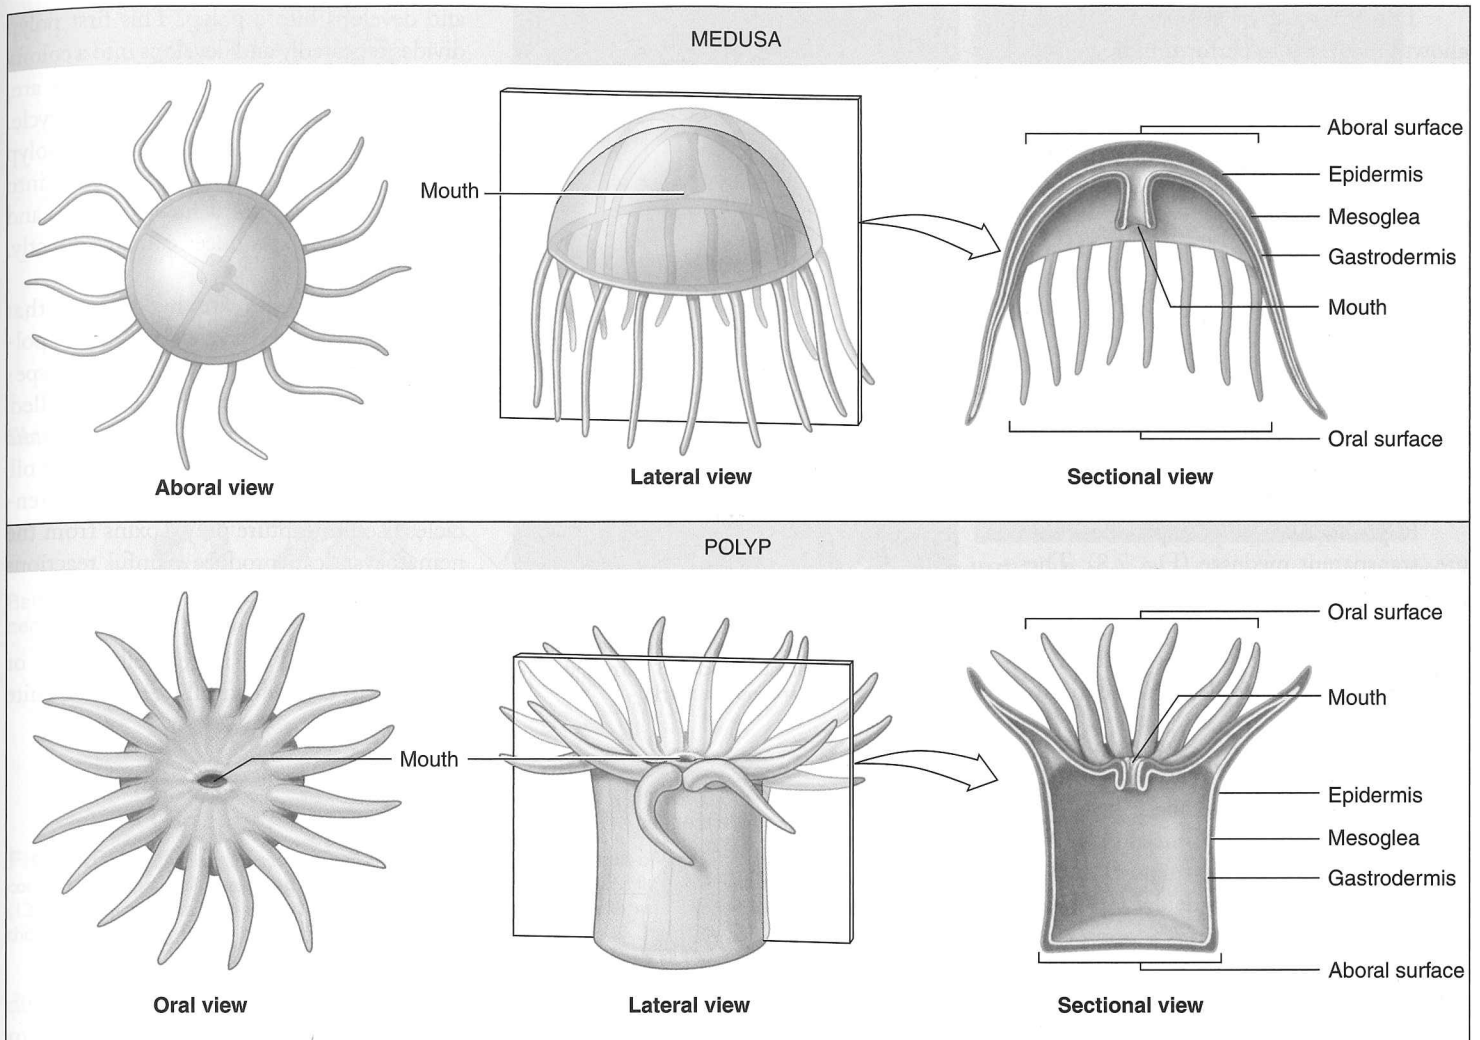 MEDUSA
Mouth
Aboral surface
Epidermis
Mesoglea
Gastrodermis
Mouth
Oral surface
Aboral view
Lateral view
Sectional view
POLYP
Oral surface
Mouth
Mouth
Epidermis
Mesoglea
Gastrodermis
Aboral surface
Oral view
Lateral view
Sectional view